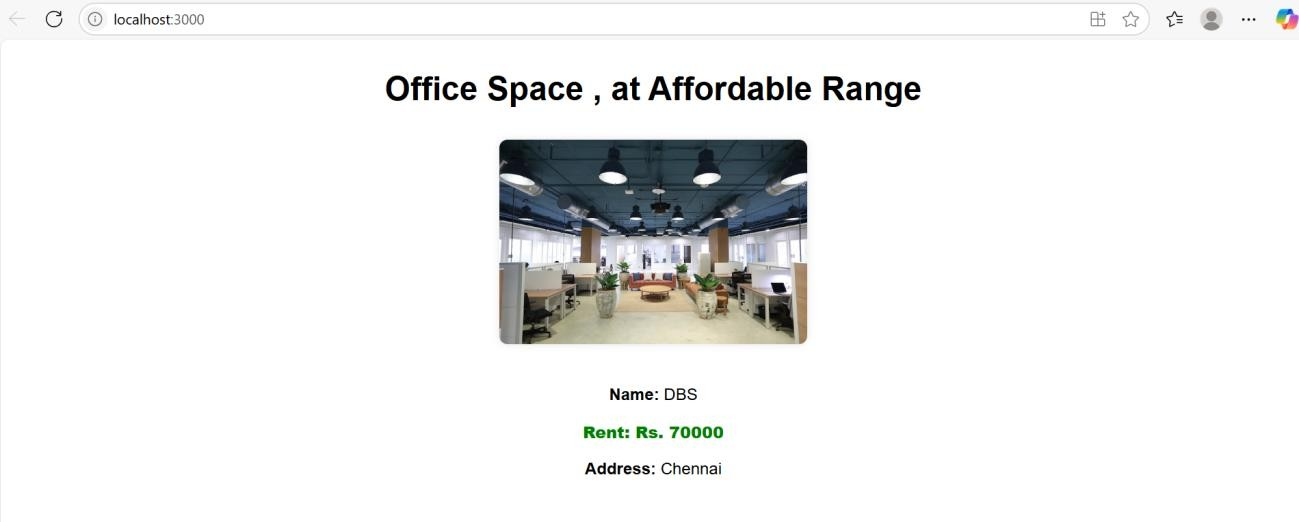 localhost:3000
Office Space , at Affordable Range
Name: DBS
Rent: Rs. 70000
Address: Chennai